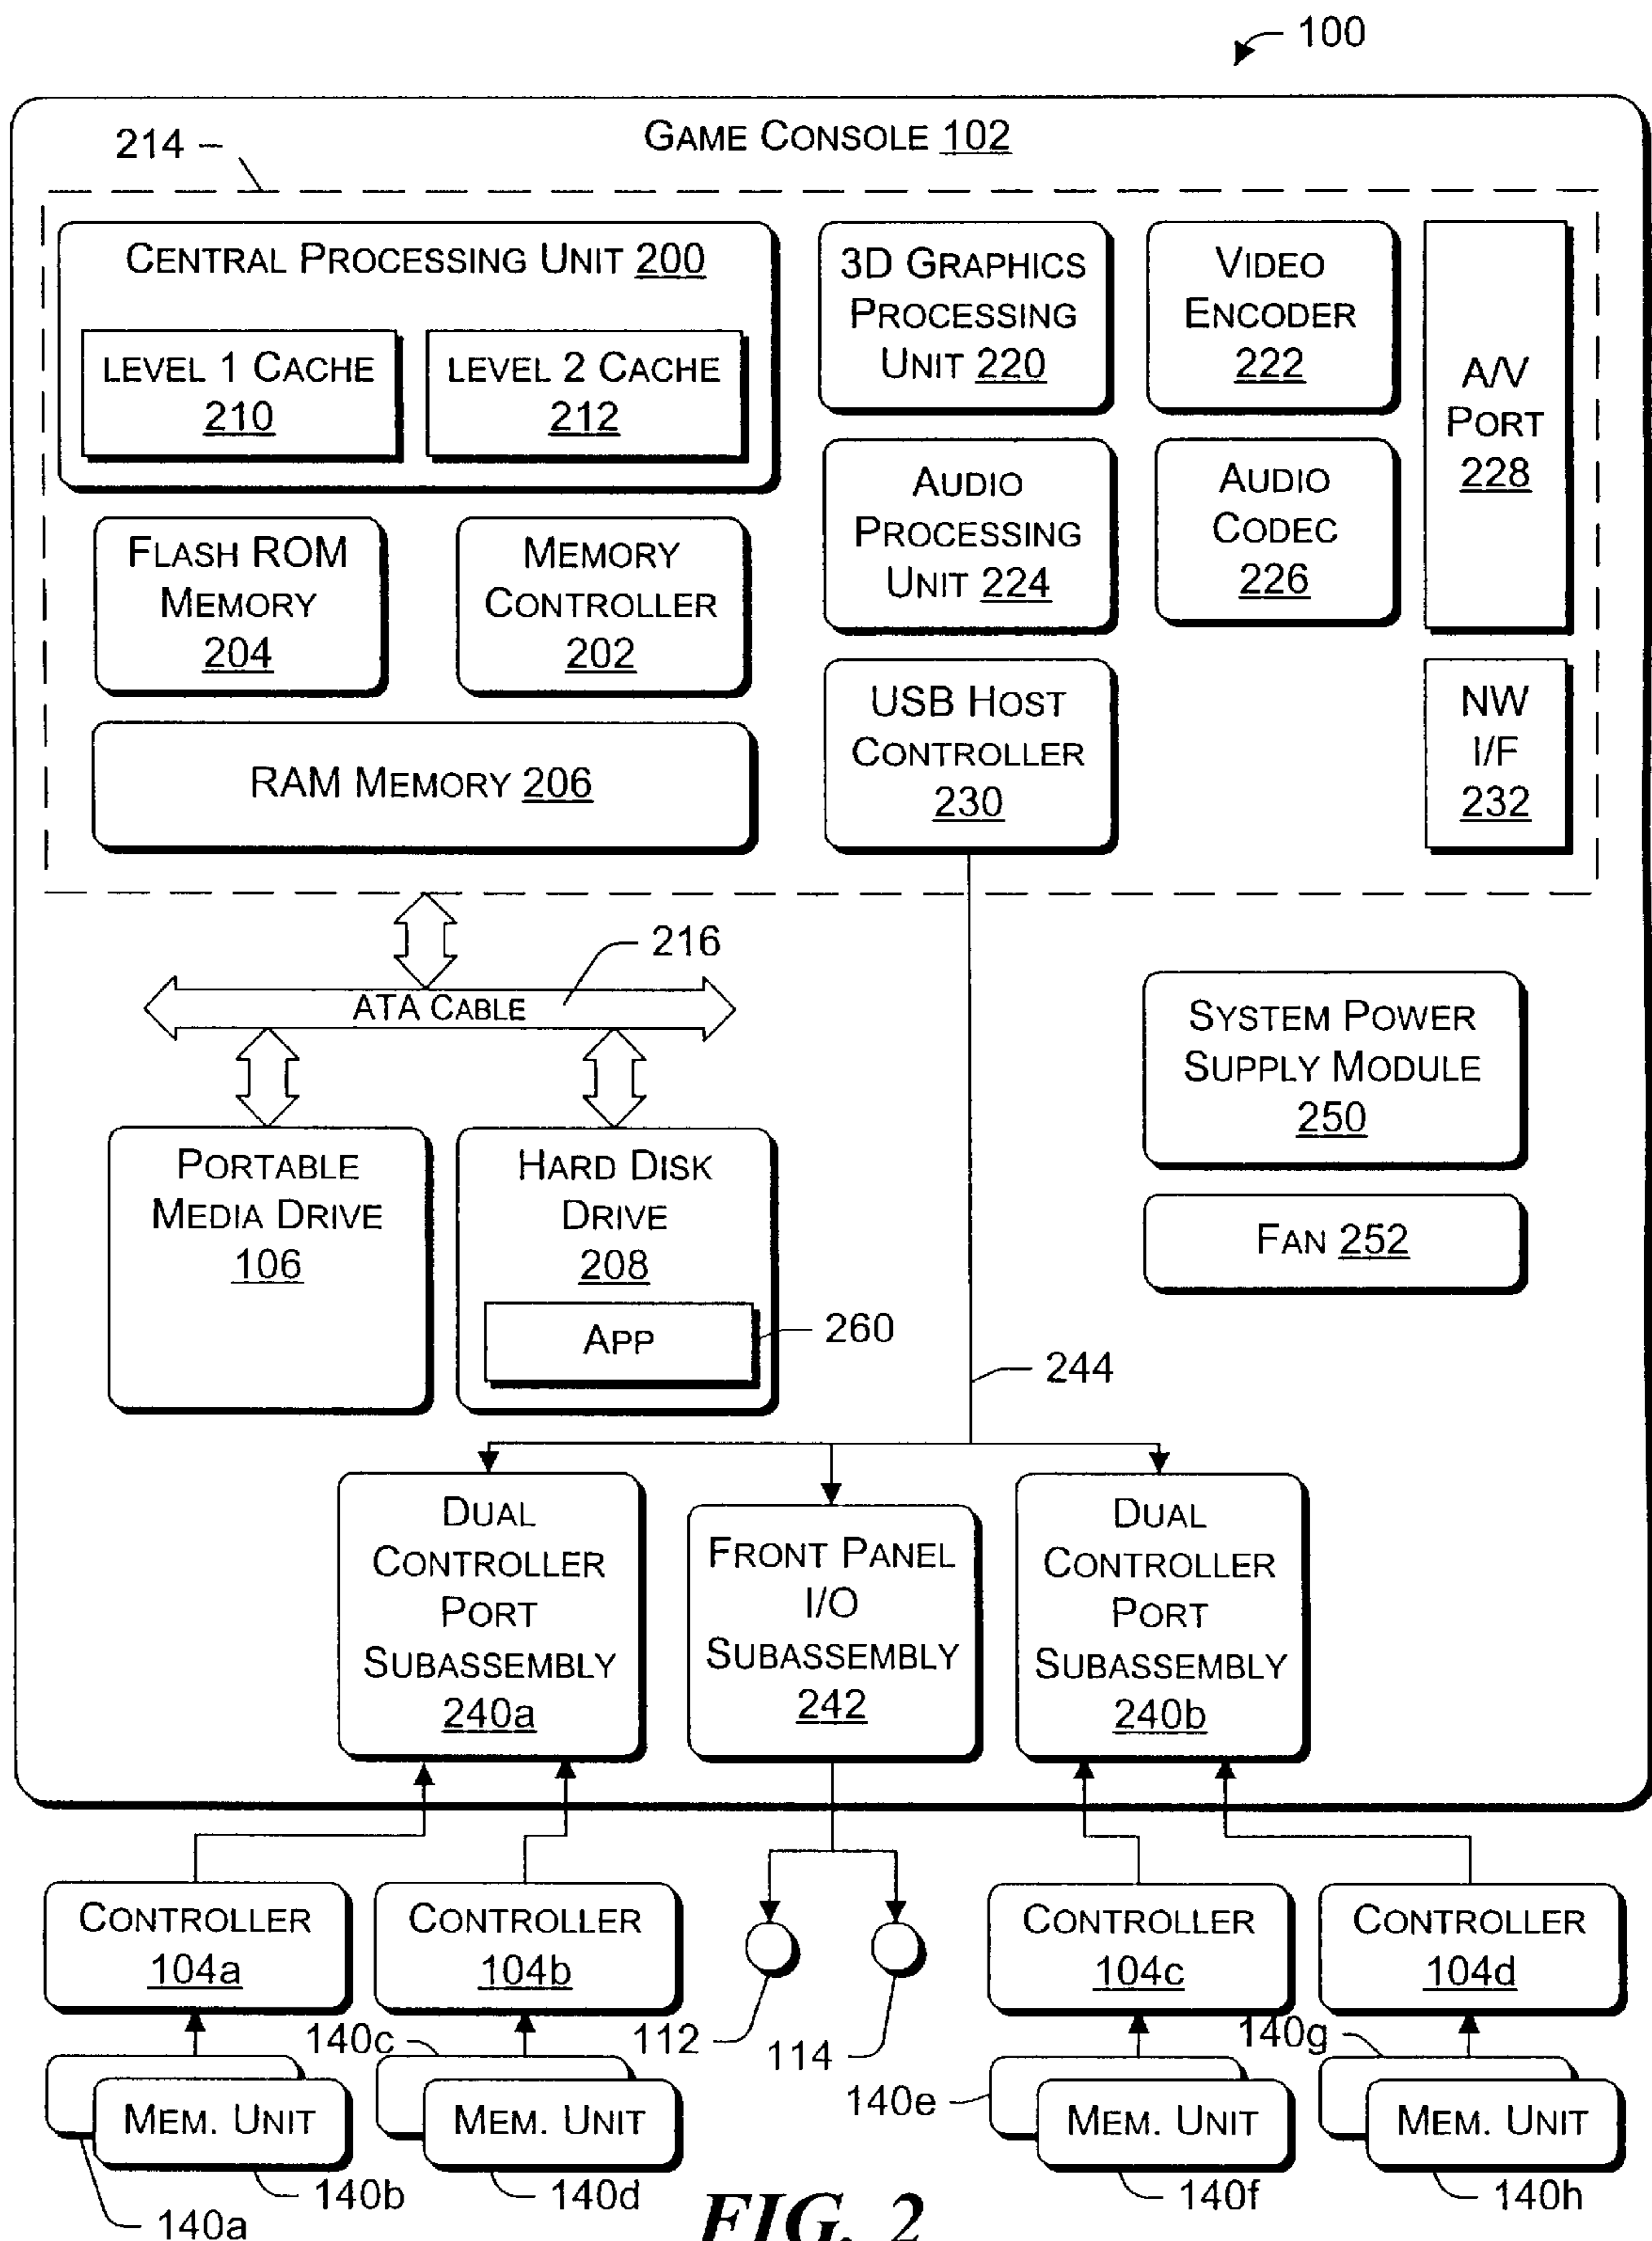 100
GAME CONSOLE 102
214
CENTRAL PROCESSING UNIT 200
LEVEL 1 CACHE
210
LEVEL 2 CACHE
212
3D GRAPHICS
PROCESSING
UNIT 220
VIDEO
ENCODER
222
A/V
PORT
228
AUDIO
PROCESSING
UNIT 224
AUDIO
CODEC
226
FLASH ROM
MEMORY
204
MEMORY
CONTROLLER
202
USB HOST
CONTROLLER
230
NW
I/F
232
RAM MEMORY 206
216
ATA CABLE
SYSTEM POWER
SUPPLY MODULE
250
PORTABLE
MEDIA DRIVE
106
HARD DISK
DRIVE
208
APP
260
FAN 252
244
DUAL
CONTROLLER
PORT
SUBASSEMBLY
240a
FRONT PANEL
I/O
SUBASSEMBLY
242
DUAL
CONTROLLER
PORT
SUBASSEMBLY
240b
CONTROLLER
104a
CONTROLLER
104b
CONTROLLER
104c
CONTROLLER
104d
112
114
140c
140g
140e
MEM. UNIT
MEM. UNIT
MEM. UNIT
MEM. UNIT
140a
140b
140d
140f
140h
FIG. 2